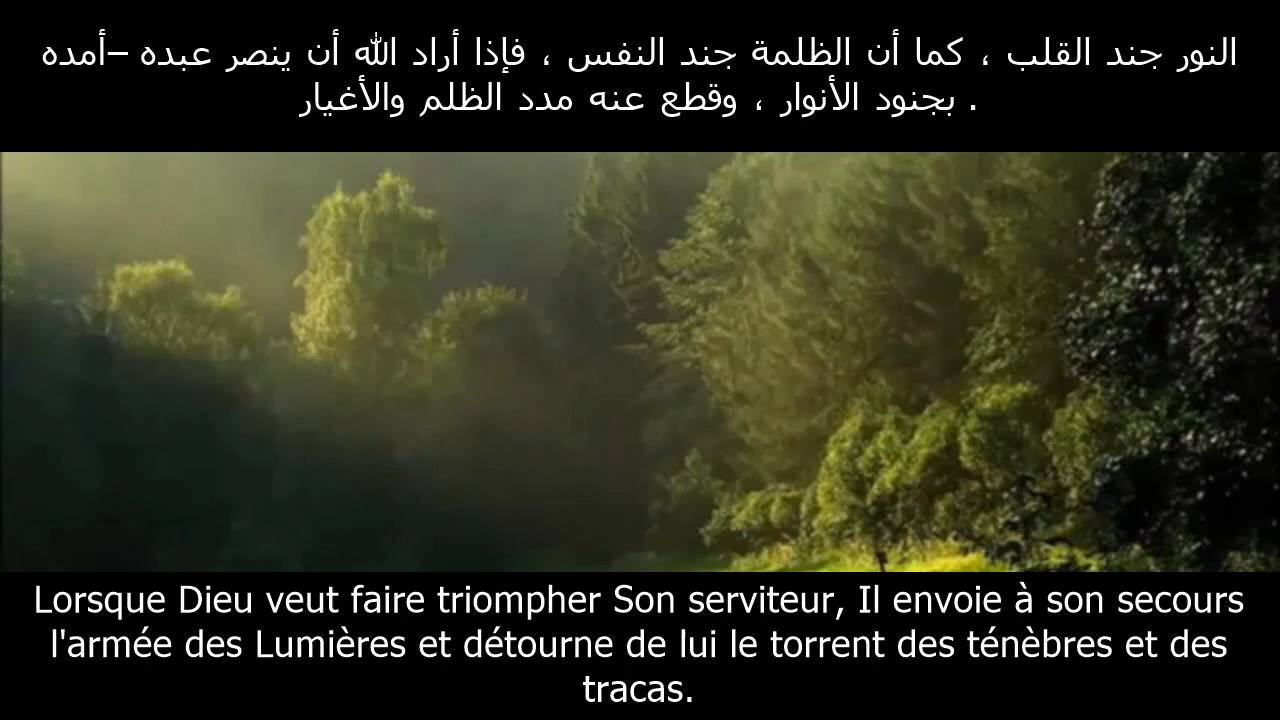 النور جند القلب ، كما أن الظلمة جند النفس ، فإذا أراد الله أن ينصر عبده –أمده
بجنود الأنوار ، وقطع عنه مدد الظلم والأغيار .
Lorsque Dieu veut faire triompher Son serviteur, Il envoie à son secours
l'armée des Lumières et détourne de lui le torrent des ténèbres et des
tracas.